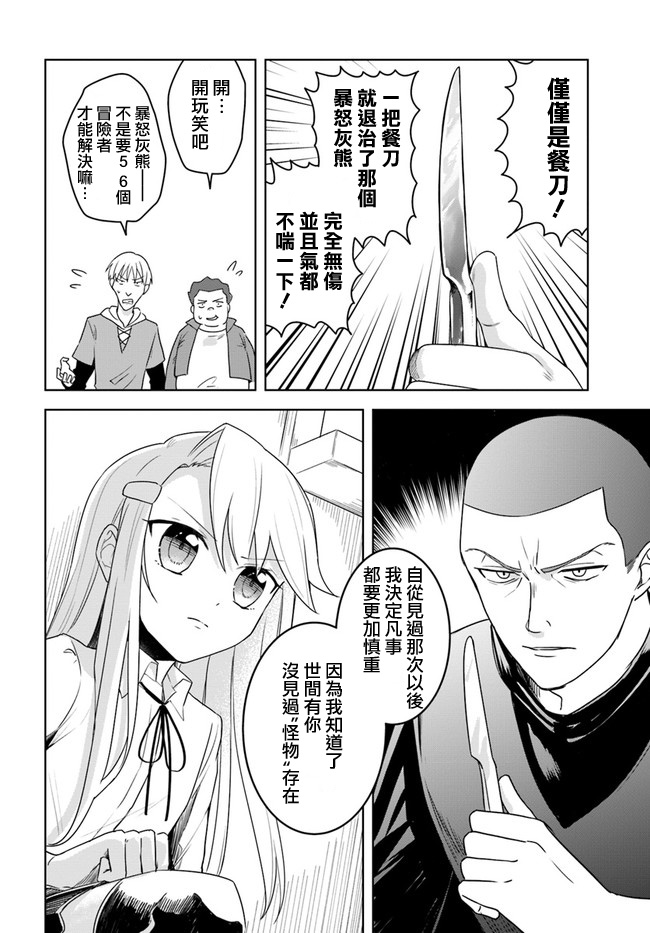 僅僅是餐刀！
一把餐刀
就退治了那個
暴怒灰熊
完全無傷
並且氣都
不喘一下！
開…
開玩笑吧
暴怒灰熊——
不是要５６個
冒險者
才能解決嘛…
自從見過那次以後
我決定凡事
都要更加慎重
因為我知道了
世間有你
沒見過”怪物“存在